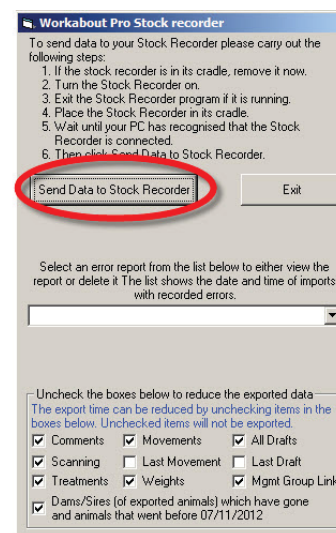 Workabout Pro Stock recorder
To send data to your Stock Recorder please carry out the
following steps:
1. If the stock recorder is in its cradle, remove it now.
2. Turn the Stock Recorder on.
3. Exit the Stock Recorder program if it is running.
4. Place the Stock Recorder in its cradle.
5. Wait until your PC has recognised that the Stock
Recorder is connected.
6. Then click Send Data to Stock Recorder.
Send Data to Stock Recorder
Exit
Select an error report from the list below to either view the
report or delete it The list shows the date and time of imports
with recorded errors.
Uncheck the boxes below to reduce the exported data
The export time can be reduced by unchecking items in the
boxes below. Unchecked items will not be exported.
Comments Movements All Drafts
Scanning Last Movement Last Draft
Treatments Weights Mgmt Group Link
Dams/Sires (of exported animals) which have gone
and animals that went before 07/11/2012